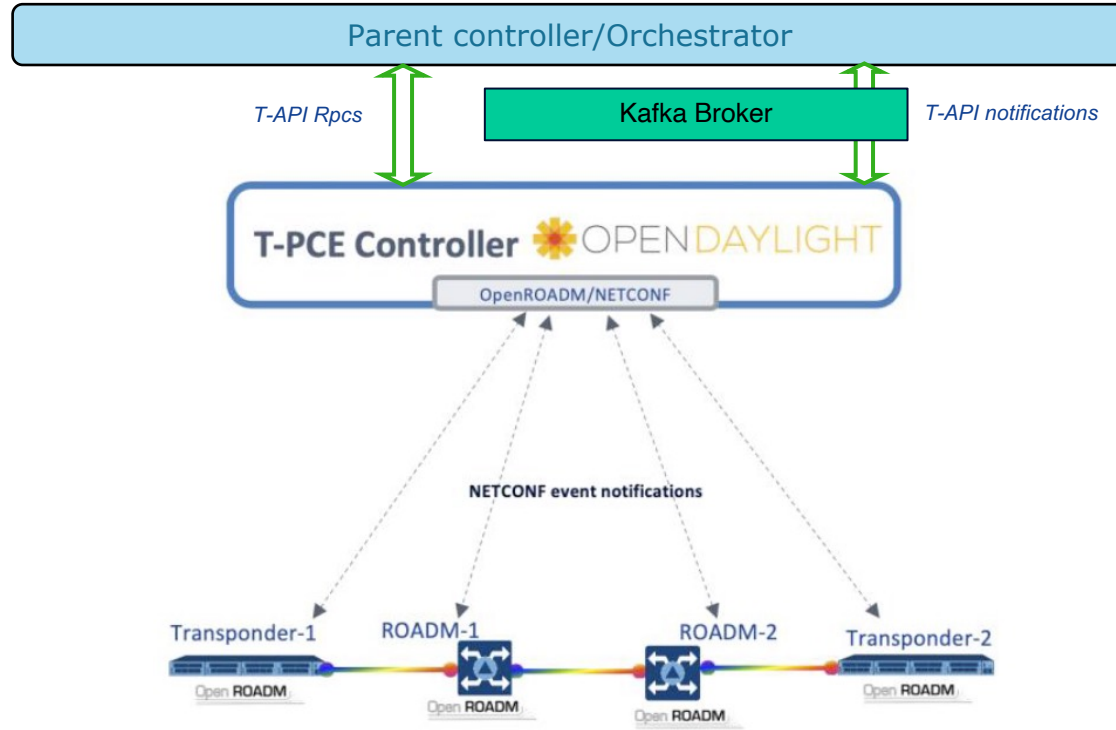 Parent controller/Orchestrator
T-API Rpcs
Kafka Broker
T-API notifications
T-PCE Controller OPENDAYLIGHT
OpenROADM/NETCONF
NETCONF event notifications
Transponder-1
ROADM-1
ROADM-2
Transponder-2
Open ROADM
Open ROADM
Open ROADM
Open ROADM